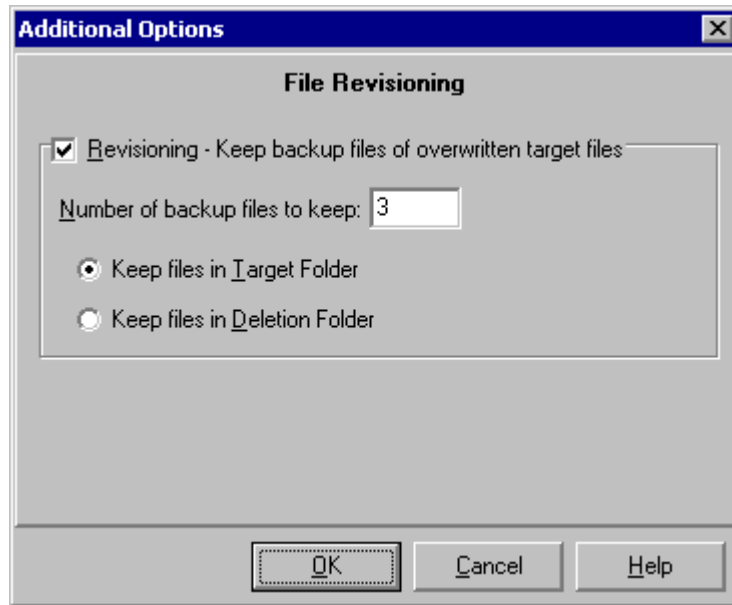 Additional Options
File Revisioning
Revisioning - Keep backup files of overwritten target files
Number of backup files to keep: 3
Keep files in Target Folder
Keep files in Deletion Folder
OK Cancel Help